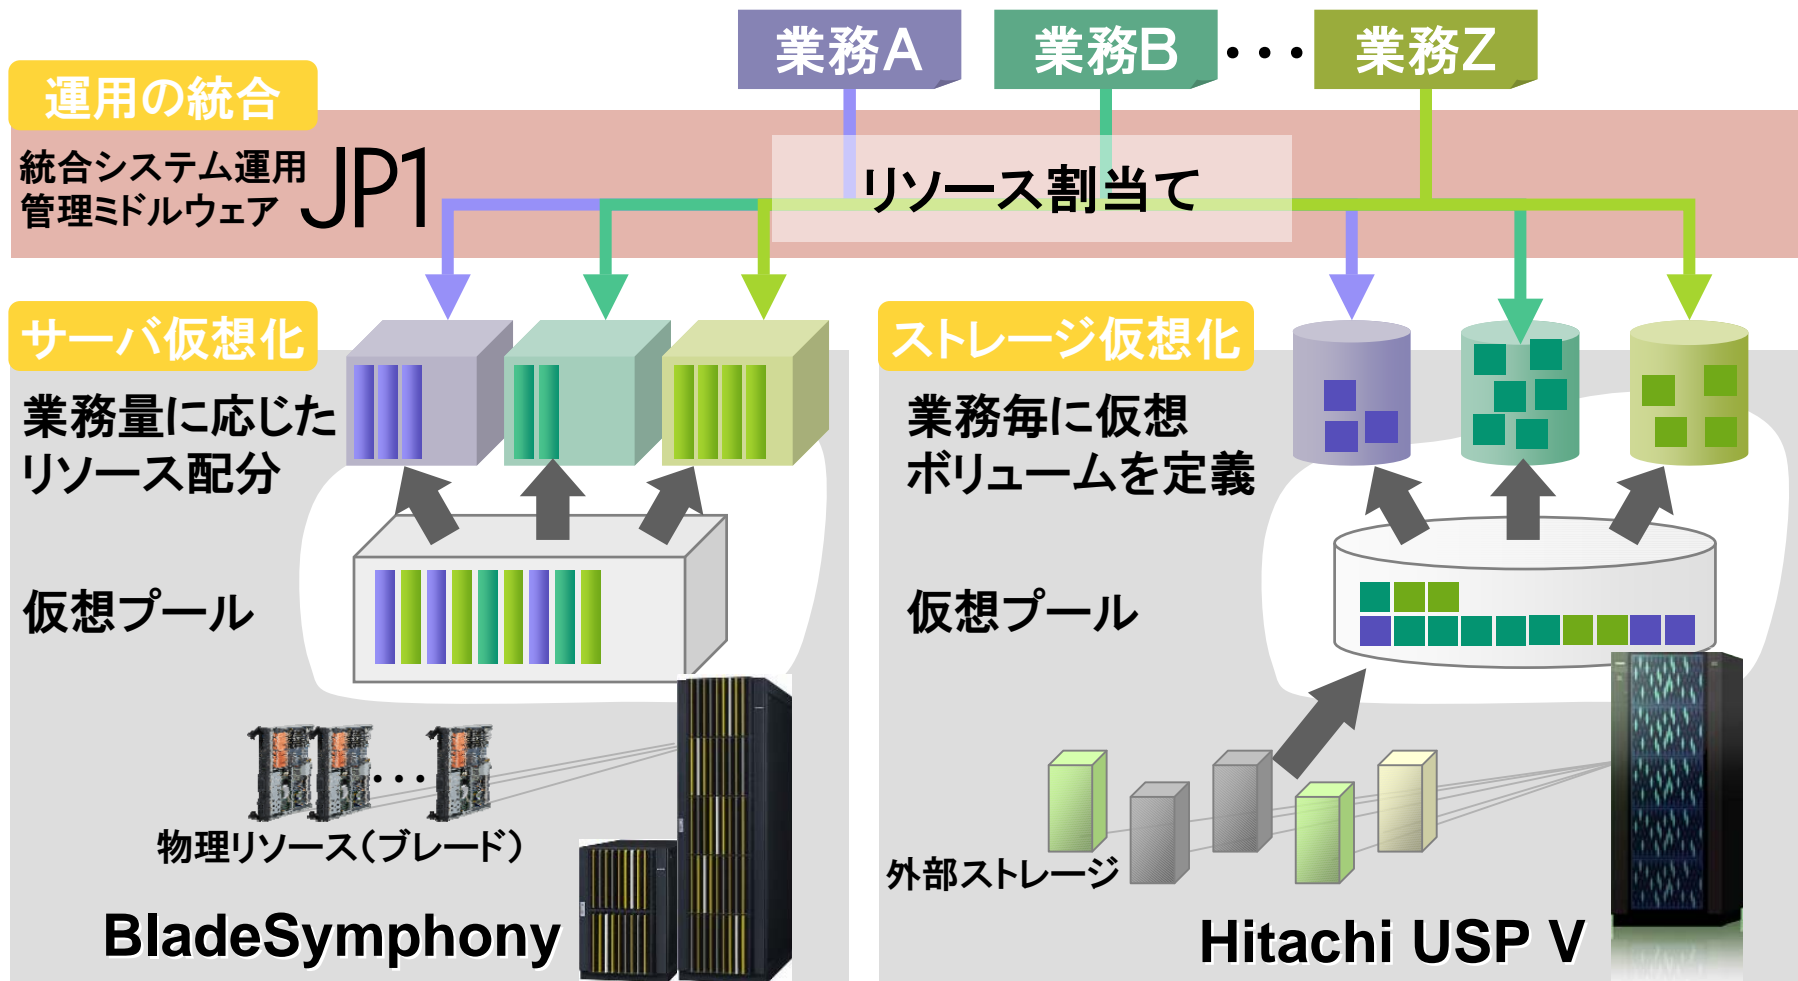 業務A
業務B
・・・
業務Z
運用の統合
統合システム運用
管理ミドルウェア
JP1
リソース割当て
サーバ仮想化
業務量に応じた
リソース配分
仮想プール
・・・
物理リソース（ブレード）
BladeSymphony
ストレージ仮想化
業務毎に仮想
ボリュームを定義
仮想プール
外部ストレージ
Hitachi USP V